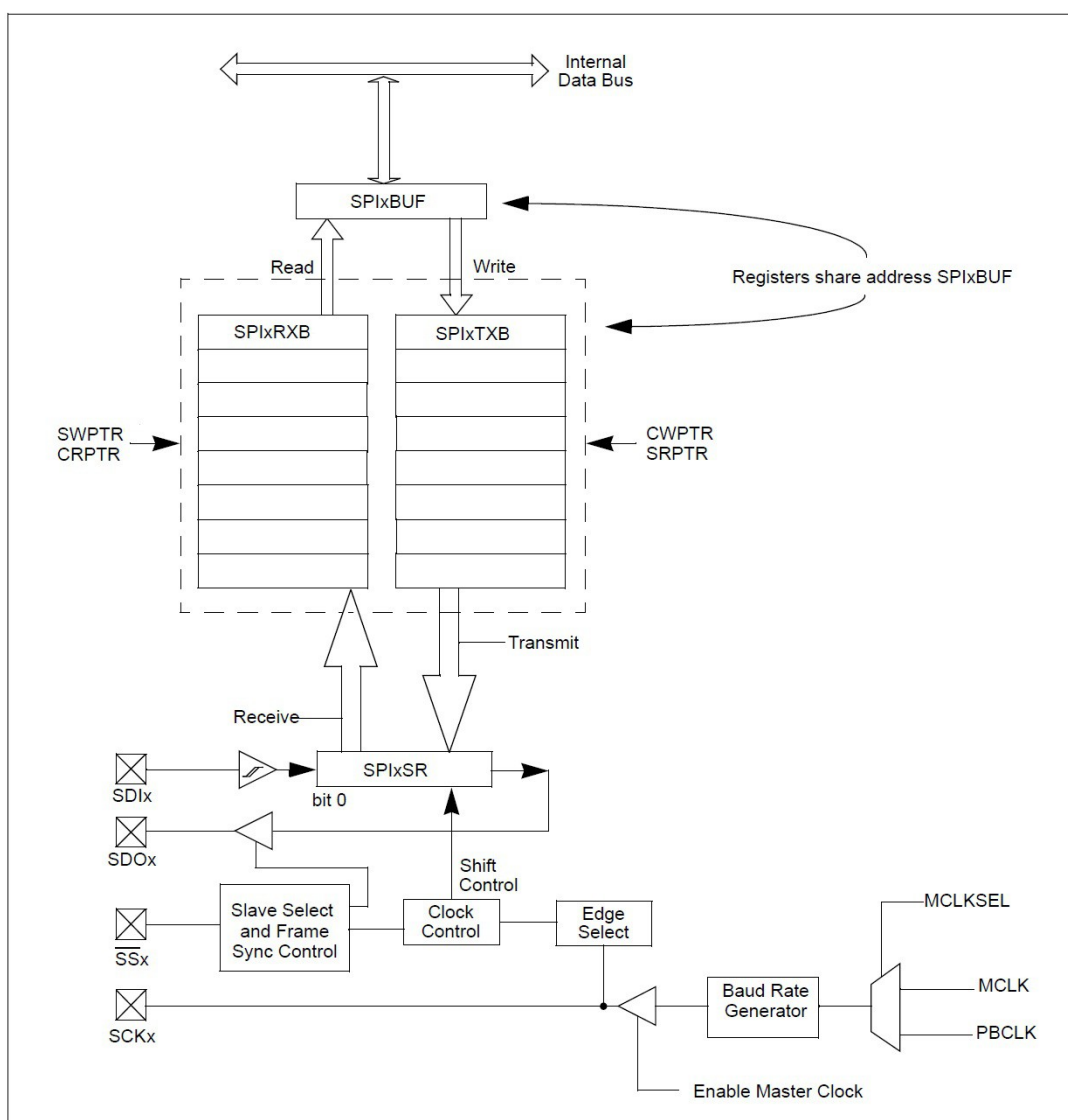 Internal
Data Bus
SPIxBUF
Read
Write
Registers share address SPIxBUF
SPIxRXB
SPIxTXB
SWPTR
CRPTR
CWPTR
SRPTR
Transmit
Receive
SPIxSR
SDIx
bit 0
SDOx
Shift
Control
Slave Select
and Frame
Sync Control
Clock
Control
Edge
Select
MCLKSEL
SSx
Baud Rate
Generator
MCLK
SCKx
PBCLK
Enable Master Clock